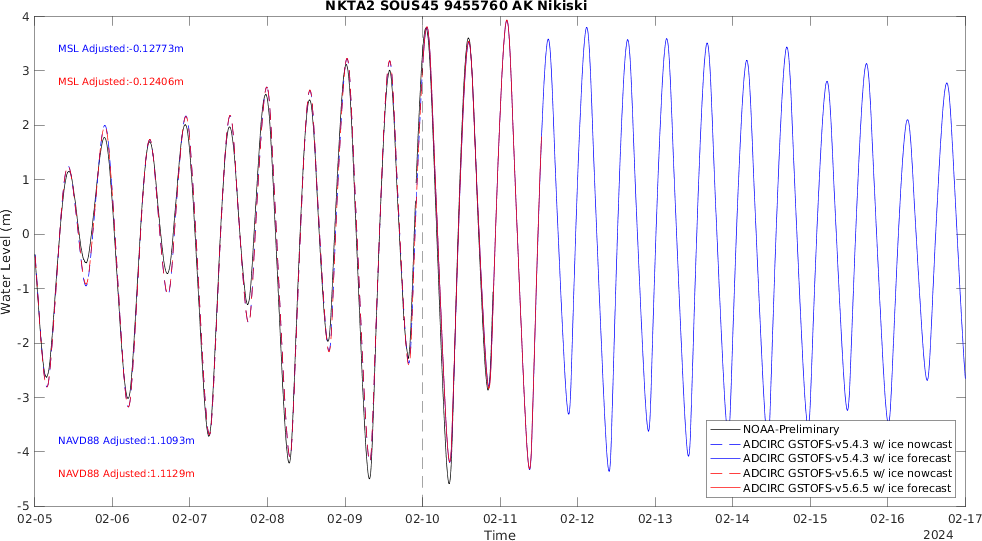 NKTA2 SOUS45 9455760 AK Nikiski
4
3
2
1
0
-1
-2
-3
-4
-5
Water Level (m)
MSL Adjusted:-0.12773m
MSL Adjusted:-0.12406m
NAVD88 Adjusted:1.1093m
NAVD88 Adjusted:1.1129m
NOAA-Preliminary
ADCIRC GSTOFS-v5.4.3 w/ ice nowcast
ADCIRC GSTOFS-v5.4.3 w/ ice forecast
ADCIRC GSTOFS-v5.6.5 w/ ice nowcast
ADCIRC GSTOFS-v5.6.5 w/ ice forecast
02-05 02-06 02-07 02-08 02-09 02-10 02-11 02-12 02-13 02-14 02-15 02-16 02-17
Time
2024